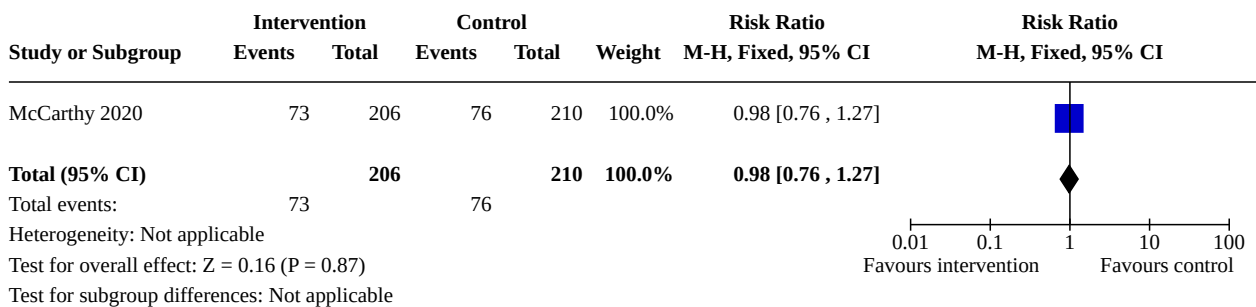 Intervention Control Risk Ratio Risk Ratio
Study or Subgroup Events Total Events Total Weight M-H, Fixed, 95% CI M-H, Fixed, 95% CI
McCarthy 2020 73 206 76 210 100.0% 0.98 [0.76 , 1.27]
Total (95% CI) 206 210 100.0% 0.98 [0.76 , 1.27]
Total events: 73 76
Heterogeneity: Not applicable
0.01 0.1 1 10 100
Test for overall effect: Z = 0.16 (P = 0.87)
Favours intervention Favours control
Test for subgroup differences: Not applicable